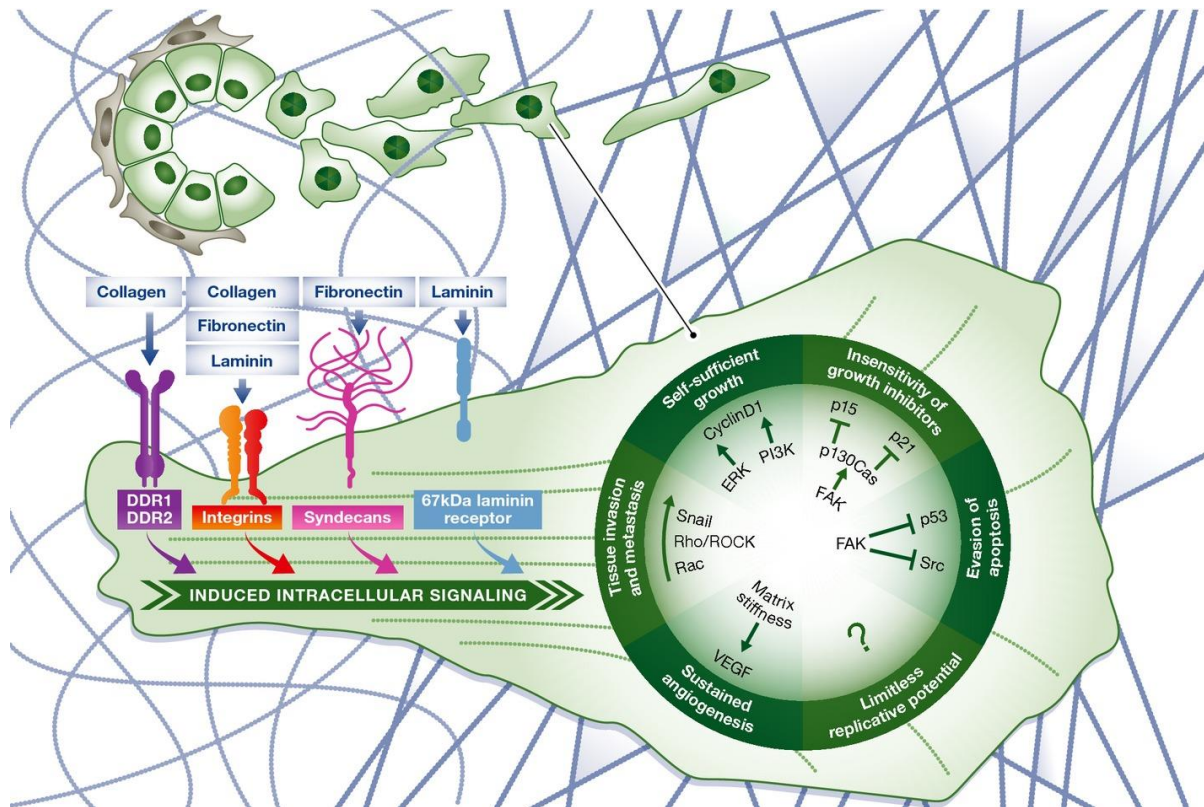 Collagen
Collagen
Fibronectin
Laminin
Fibronectin
Laminin
DDR1
DDR2
Integrins
Syndecans
67kDa laminin
receptor
INDUCED INTRACELLULAR SIGNALING
Self-sufficient
growth
CyclinD1
ERK
PI3K
Insensitivity of
growth inhibitors
p15
p21
p130Cas
FAK
Evasion of
apoptosis
FAK
p53
Src
Limitless
replicative potential
?
Sustained
angiogenesis
Matrix
stiffness
VEGF
Tissue invasion
and metastasis
Snail
Rho/ROCK
Rac